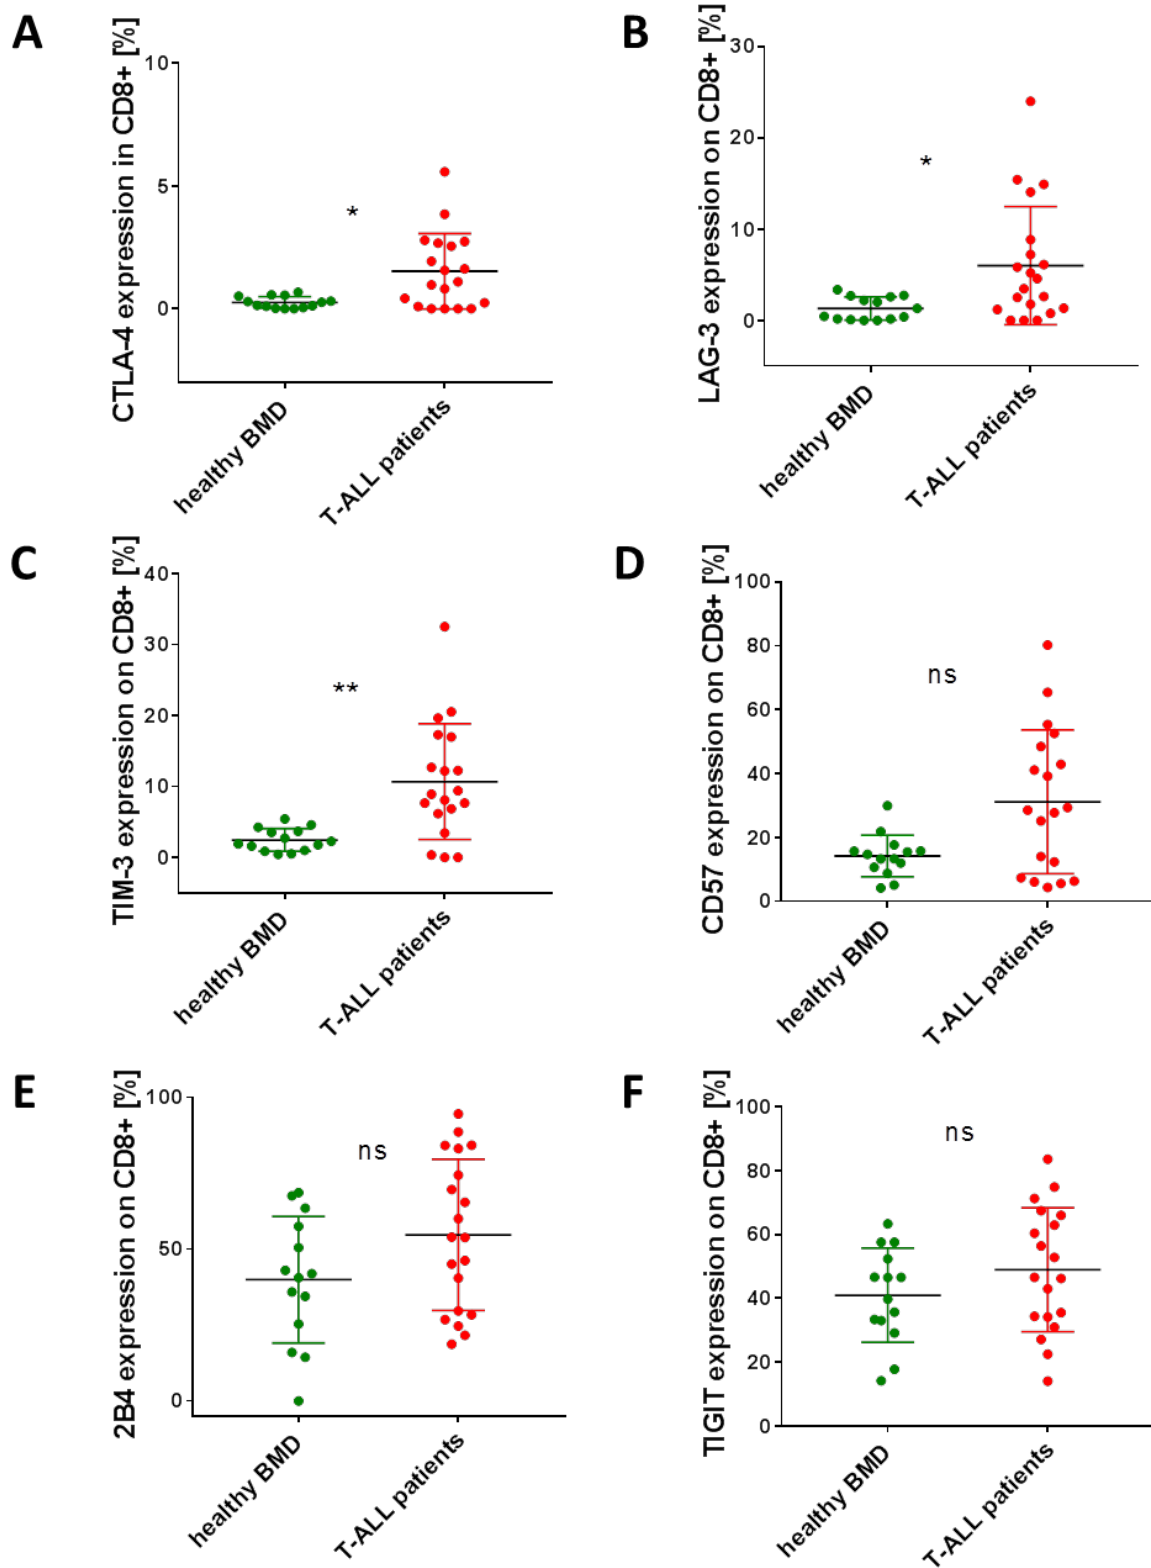 A
CTLA-4 expression in CD8+ [%]
10
5
0
*
healthy BMD
T-ALL patients
B
LAG-3 expression on CD8+ [%]
30
20
10
0
*
healthy BMD
T-ALL patients
C
TIM-3 expression on CD8+ [%]
40
30
20
10
0
**
healthy BMD
T-ALL patients
D
CD57 expression on CD8+ [%]
100
80
60
40
20
0
ns
healthy BMD
T-ALL patients
E
2B4 expression on CD8+ [%]
100
50
0
ns
healthy BMD
T-ALL patients
F
TIGIT expression on CD8+ [%]
100
80
60
40
20
0
ns
healthy BMD
T-ALL patients